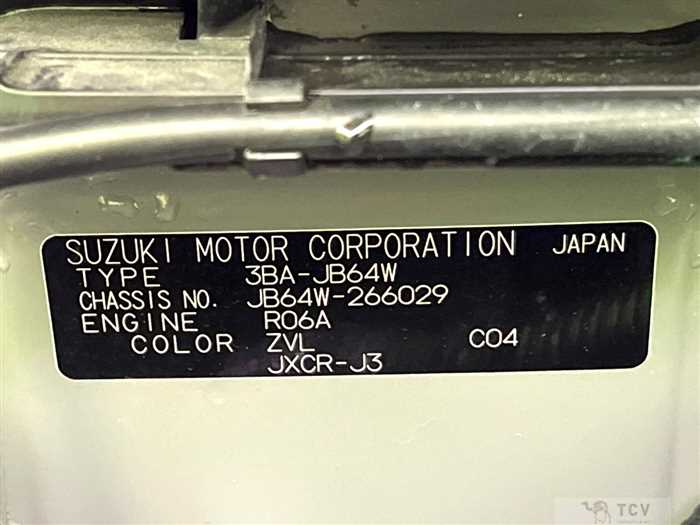 SUZUKI MOTOR CORPORATION JAPAN
TYPE 3BA-JB64W
CHASSIS NO. JB64W-266029
ENGINE R06A
COLOR ZVL C04
JXCR-J3
TCV